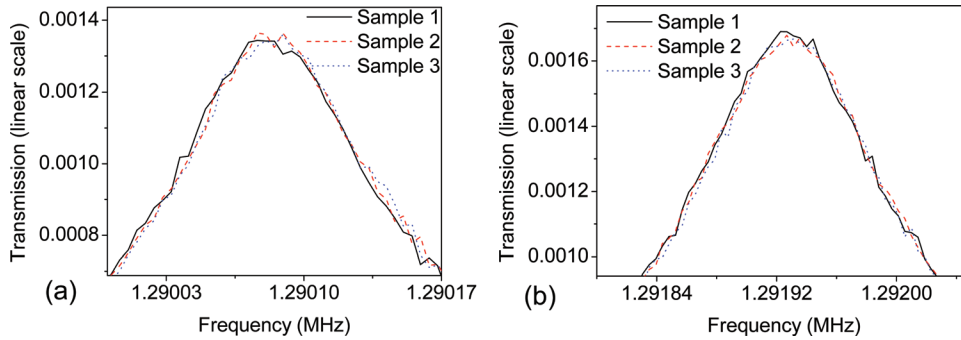 0.0014
0.0012
0.0010
0.0008
Transmission (linear scale)
Sample 1
Sample 2
Sample 3
(a)
1.29003 1.29010 1.29017
Frequency (MHz)
0.0016
0.0014
0.0012
0.0010
Transmission (linear scale)
Sample 1
Sample 2
Sample 3
(b)
1.29184 1.29192 1.29200
Frequency (MHz)